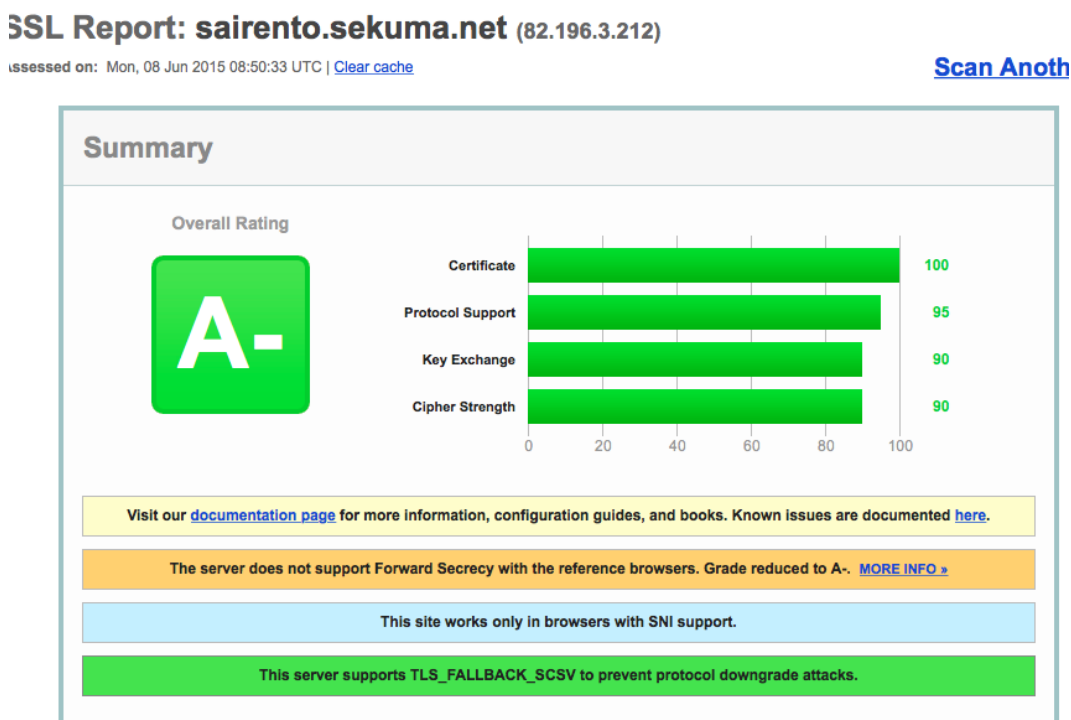 SSL Report: sairento.sekuma.net (82.196.3.212)
Assessed on: Mon, 08 Jun 2015 08:50:33 UTC | Clear cache
Scan Anoth
Summary
Overall Rating
A-
Certificate 100
Protocol Support 95
Key Exchange 90
Cipher Strength 90
0 20 40 60 80 100
Visit our documentation page for more information, configuration guides, and books. Known issues are documented here.
The server does not support Forward Secrecy with the reference browsers. Grade reduced to A-. MORE INFO »
This site works only in browsers with SNI support.
This server supports TLS_FALLBACK_SCSV to prevent protocol downgrade attacks.